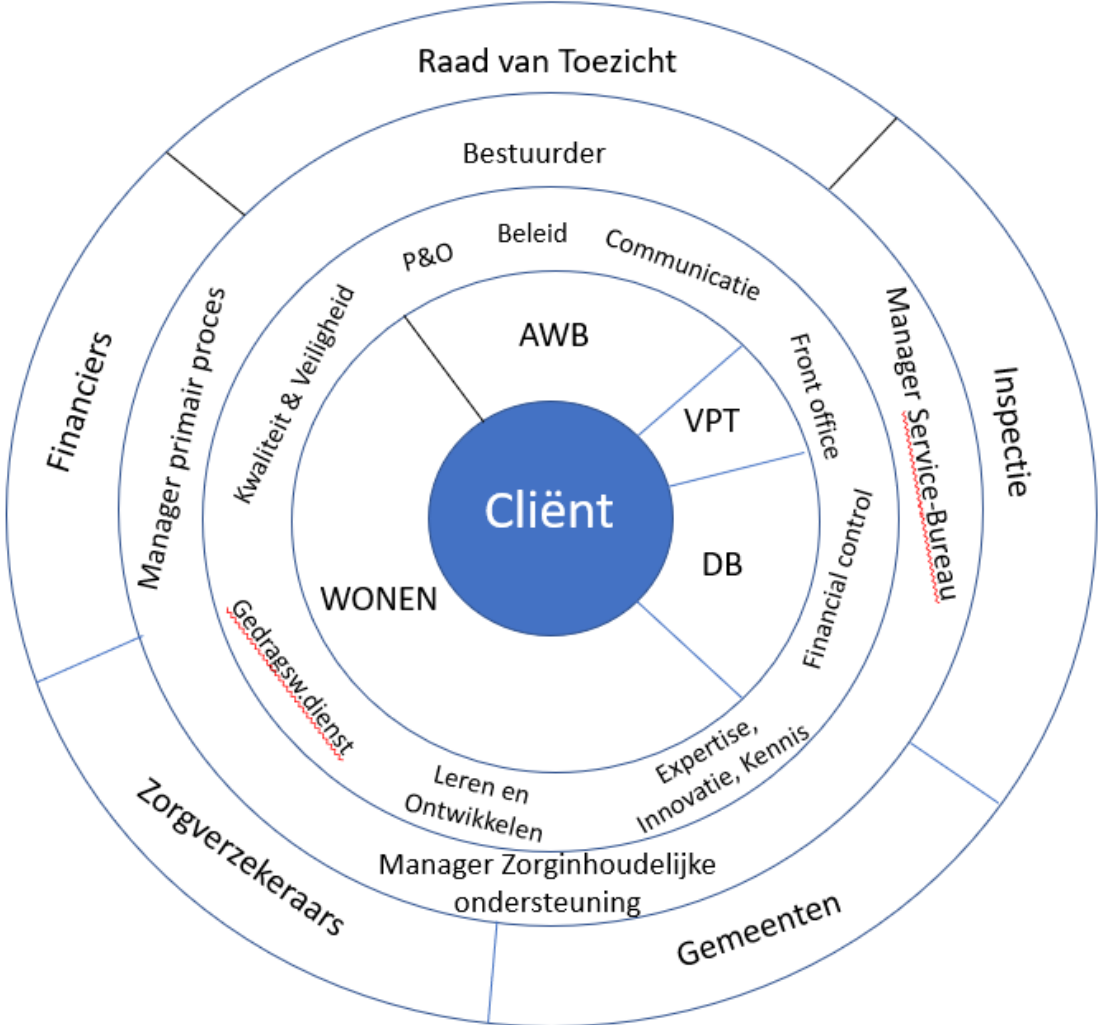 Raad van Toezicht
Bestuurder
Beleid
P&O
Communicatie
Kwaliteit & Veiligheid
Front office
Manager primair proces
Manager Service-Bureau
Financiers
Inspectie
AWB
VPT
Cliënt
DB
WONEN
Financial control
Gedragsw.dienst
Expertise,
Innovatie, Kennis
Leren en
Ontwikkelen
Manager Zorginhoudelijke
ondersteuning
Zorgverzekeraars
Gemeenten